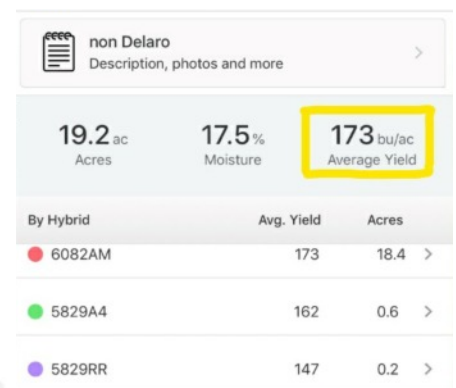 non Delaro
Description, photos and more
19.2 ac 17.5% 173 bu/ac
Acres Moisture Average Yield
By Hybrid Avg. Yield Acres
6082AM 173 18.4
5829A4 162 0.6
5829RR 147 0.2